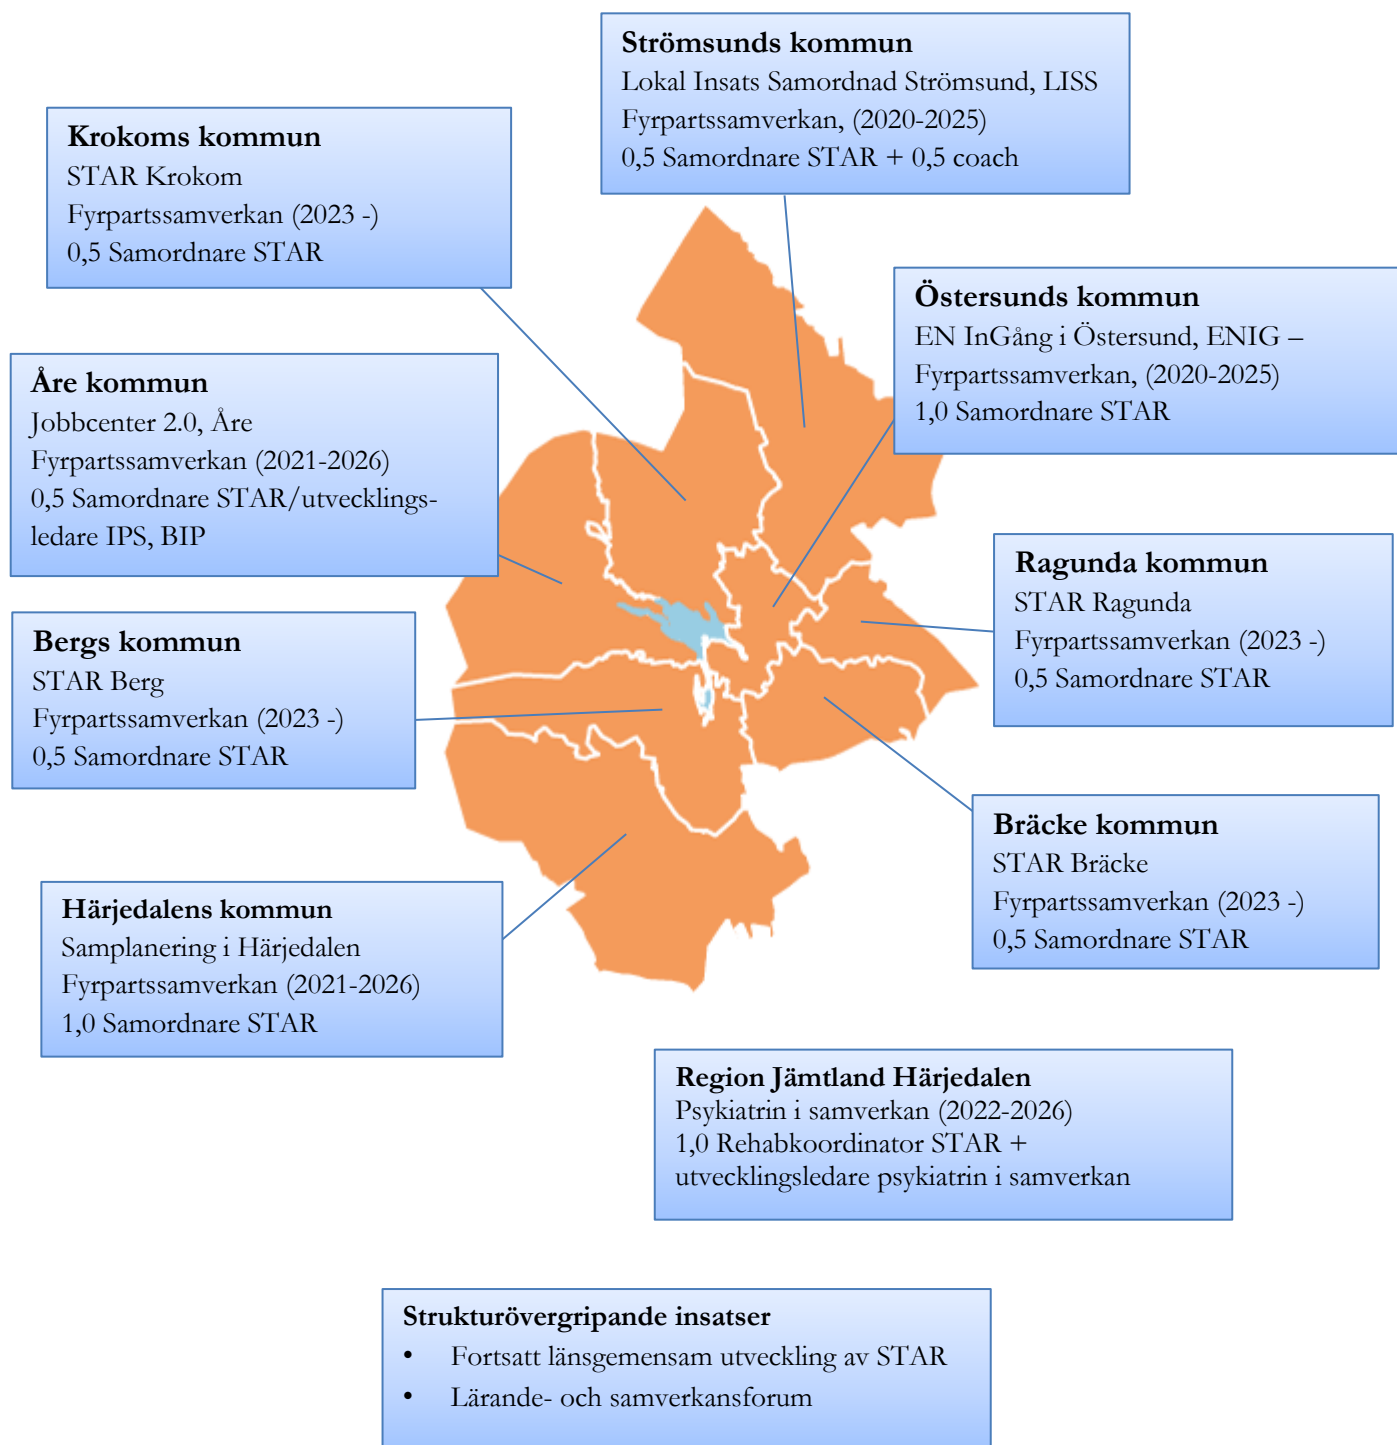 Strömsunds kommun
Lokal Insats Samordnad Strömsund, LISS
Fyrpartssamverkan, (2020-2025)
0,5 Samordnare STAR + 0,5 coach
Krokoms kommun
STAR Krokom
Fyrpartssamverkan (2023 -)
0,5 Samordnare STAR
Östersunds kommun
EN InGång i Östersund, ENIG –
Fyrpartssamverkan, (2020-2025)
1,0 Samordnare STAR
Åre kommun
Jobbcenter 2.0, Åre
Fyrpartssamverkan (2021-2026)
0,5 Samordnare STAR/utvecklings-
ledare IPS, BIP
Ragunda kommun
STAR Ragunda
Fyrpartssamverkan (2023 -)
0,5 Samordnare STAR
Bergs kommun
STAR Berg
Fyrpartssamverkan (2023 -)
0,5 Samordnare STAR
Bräcke kommun
STAR Bräcke
Fyrpartssamverkan (2023 -)
0,5 Samordnare STAR
Härjedalens kommun
Samplanering i Härjedalen
Fyrpartssamverkan (2021-2026)
1,0 Samordnare STAR
Region Jämtland Härjedalen
Psykiatrin i samverkan (2022-2026)
1,0 Rehabkoordinator STAR +
utvecklingsledare psykiatrin i samverkan
Strukturövergripande insatser
• Fortsatt länsgemensam utveckling av STAR
• Lärande- och samverkansforum